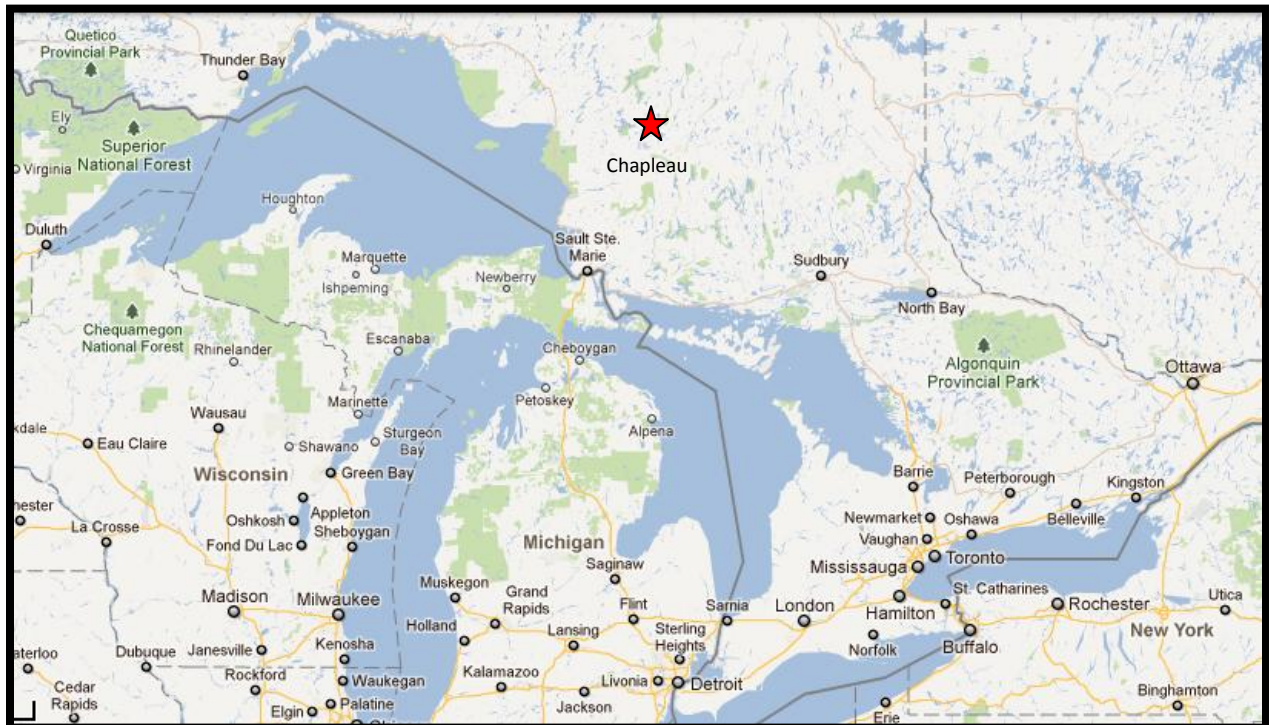 Quetico
Provincial Park
Thunder Bay
Ely
Superior
National Forest
Virginia
Chapleau
Houghton
Duluth
Sault Ste.
Marie
Marquette
Ishpeming
Newberry
Sudbury
North Bay
Chequamegon
National Forest
Rhinelander
Escanaba
Cheboygan
Petoskey
Algonquin
Provincial Park
Ottawa
Marinette
Wausau
kdale
Eau Claire
Shawano
Sturgeon
Bay
Alpena
Wisconsin
Green Bay
Barrie
Peterborough
Kingston
hester
La Crosse
Oshkosh
Appleton
Sheboygan
Fond Du Lac
Newmarket
Oshawa
Belleville
Vaughan
Toronto
Michigan
Saginaw
Mississauga
Madison
Milwaukee
Muskegon
Grand
Rapids
Flint
Sarnia
London
Hamilton
St. Catharines
Rochester
Utica
Holland
Lansing
Sterling
Heights
Norfolk
Buffalo
New York
aterloo
Dubuque
Janesville
Kenosha
Rockford
Waukegan
Kalamazoo
Livonia
Detroit
Cedar
Rapids
Elgin
Palatine
Jackson
Erie
Binghamton